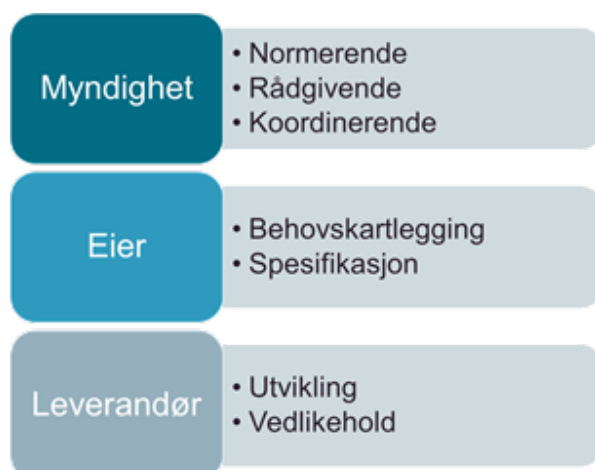 Myndighet
• Normerende
• Rådgivende
• Koordinerende
Eier
• Behovskartlegging
• Spesifikasjon
Leverandør
• Utvikling
• Vedlikehold